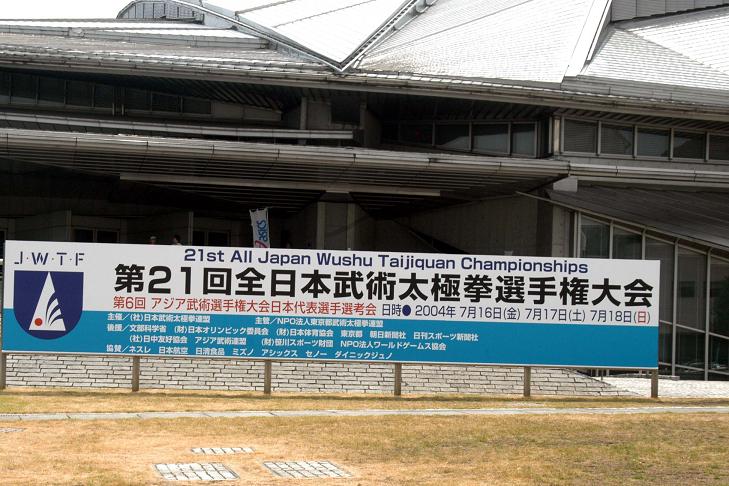 asics
J·W·T·F
21st All Japan Wushu Taijiquan Championships
第21回全日本武術太極拳選手権大会
第6回 アジア武術選手権大会日本代表選手選考会 日時● 2004年 7月16日(金) 7月17日(土) 7月18日(日)
主催／(社)日本武術太極拳連盟 主管／NPO法人東京都武術太極拳連盟
後援／文部科学省 (財)日本オリンピック委員会 (財)日本体育協会 東京都 朝日新聞社 日刊スポーツ新聞社
(社)日中友好協会 アジア武術連盟 (財)笹川スポーツ財団 NPO法人ワールドゲームス協会
協賛／ネスレ 日本航空 日清食品 ミズノ アシックス セノー ダイニックジュノ